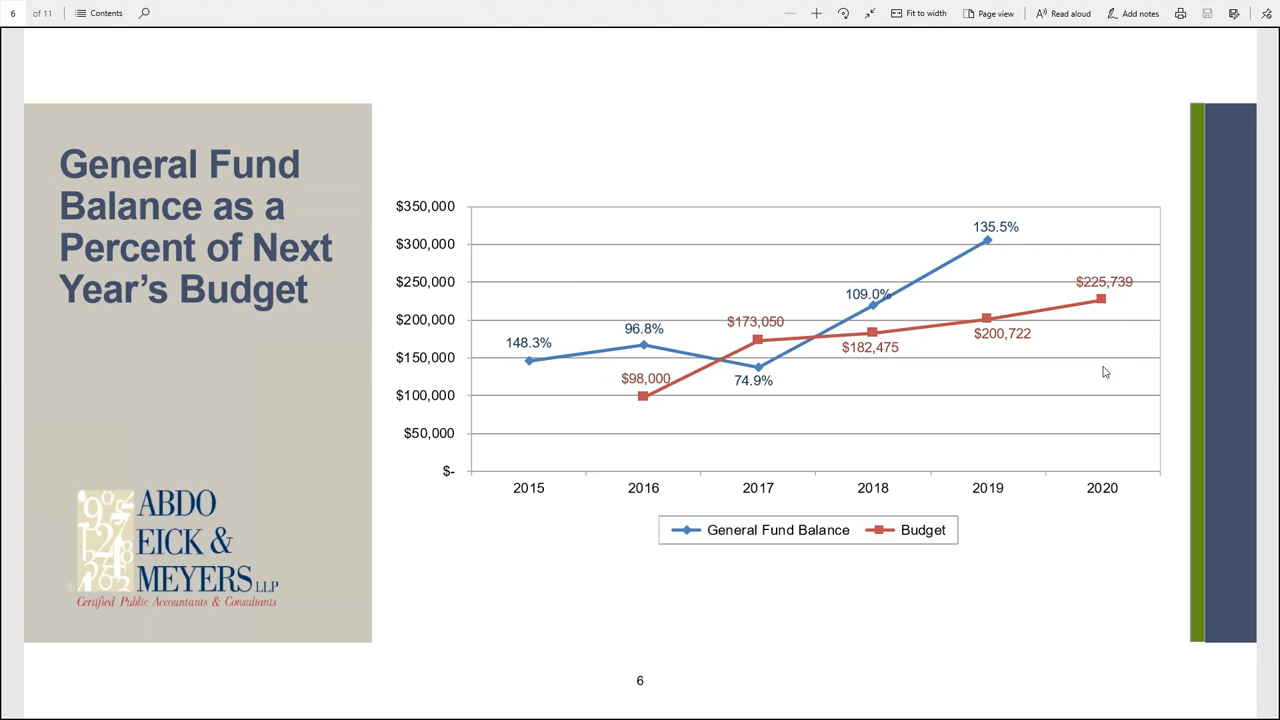 6 of 11 Contents Fit to width Page view Read aloud Add notes
General Fund
Balance as a
Percent of Next
Year's Budget
ABDO
EICK &
MEYERS LLP
Certified Public Accountants & Consultants
$350,000
$300,000
$250,000
$200,000
$150,000
$100,000
$50,000
$-
148.3%
96.8%
74.9%
109.0%
135.5%
$98,000
$173,050
$182,475
$200,722
$225,739
2015 2016 2017 2018 2019 2020
General Fund Balance Budget
6